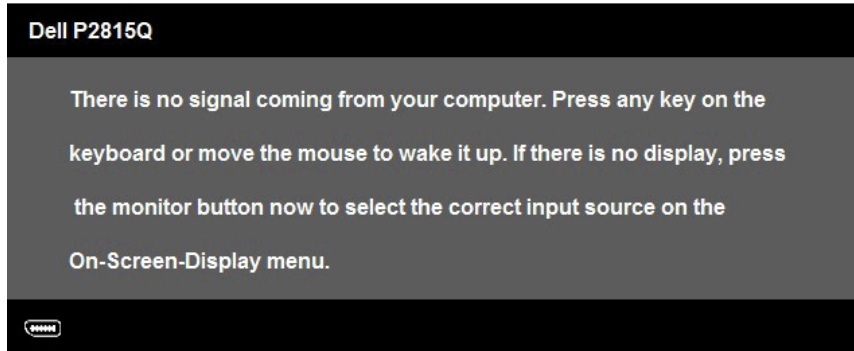 Dell P2815Q
There is no signal coming from your computer. Press any key on the
keyboard or move the mouse to wake it up. If there is no display, press
the monitor button now to select the correct input source on the
On-Screen-Display menu.